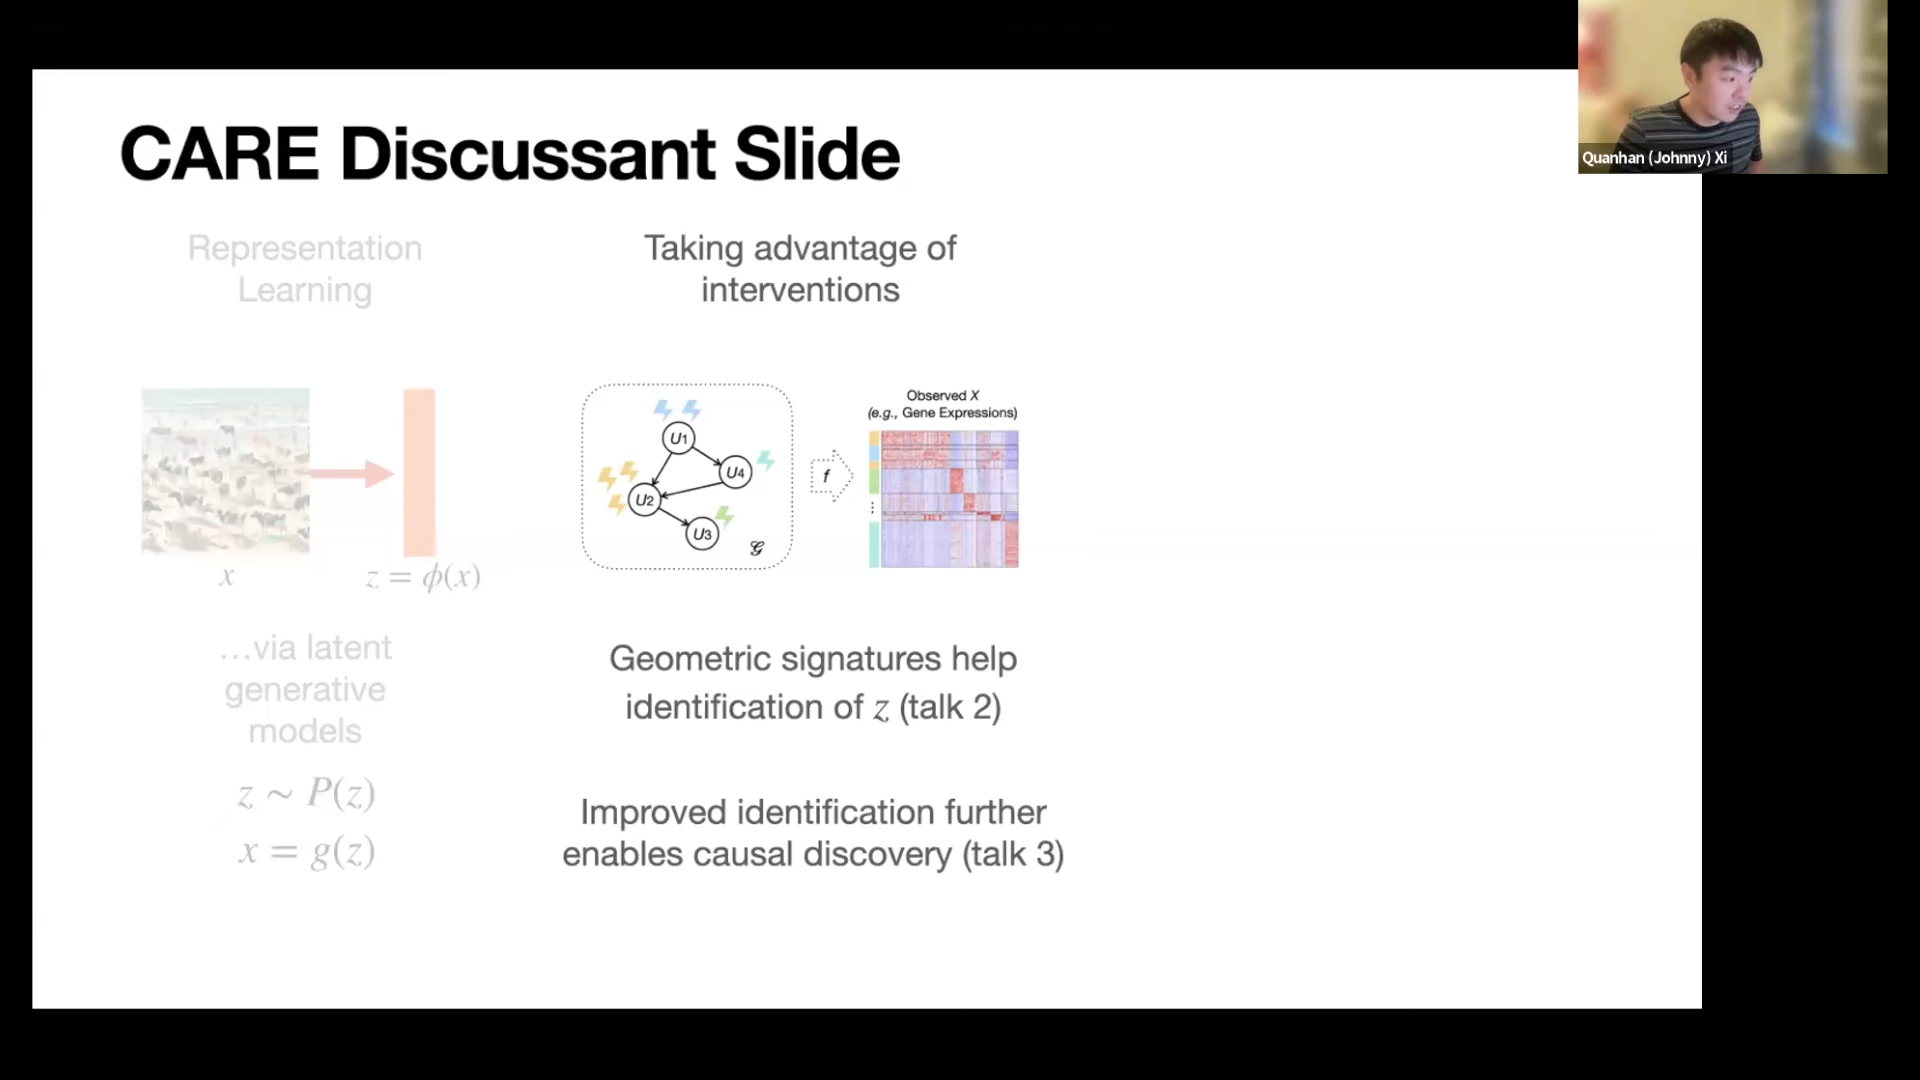 CARE Discussant Slide
Quanhan (Johnny) Xi
Representation
Learning
x
z = ϕ(x)
…via latent
generative
models
z ∼ P(z)
x = g(z)
Taking advantage of
interventions
U1
U4
U2
U3
𝒢
f
Observed X
(e.g., Gene Expressions)
⋮
Geometric signatures help
identification of z (talk 2)
Improved identification further
enables causal discovery (talk 3)